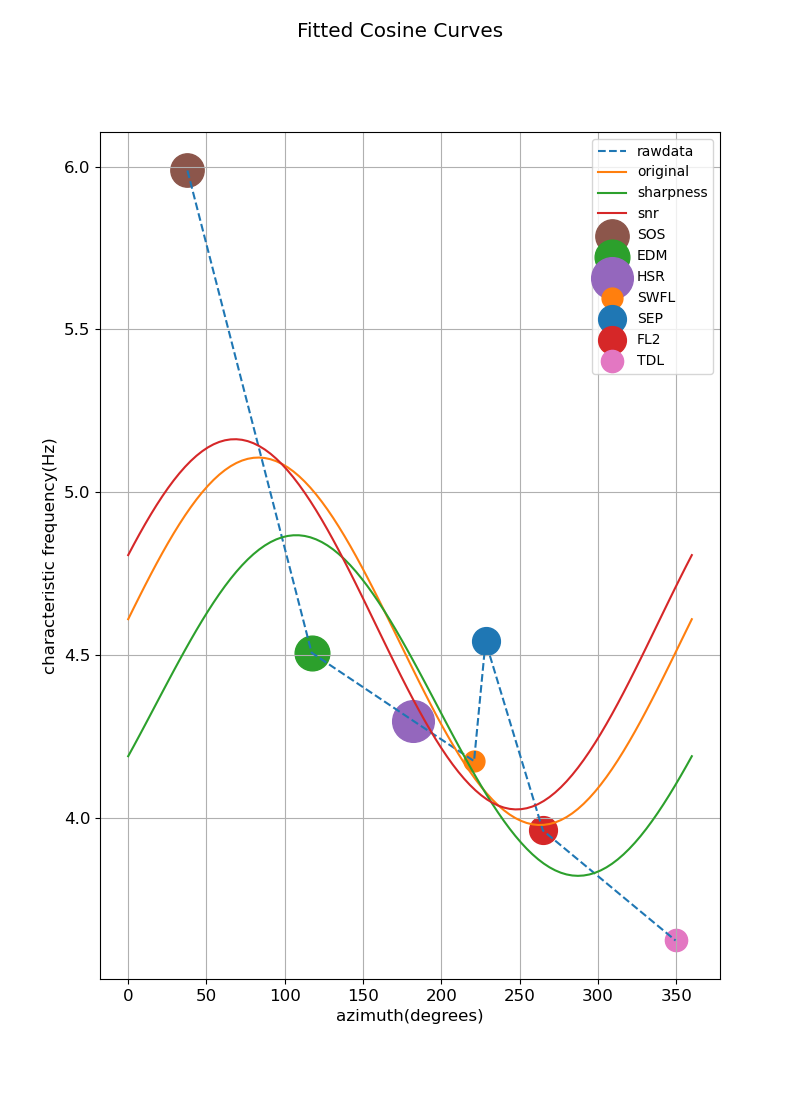 Fitted Cosine Curves
rawdata
original
sharpness
snr
SOS
EDM
HSR
SWFL
SEP
FL2
TDL
6.0
5.5
5.0
4.5
4.0
characteristic frequency(Hz)
0 50 100 150 200 250 300 350
azimuth(degrees)